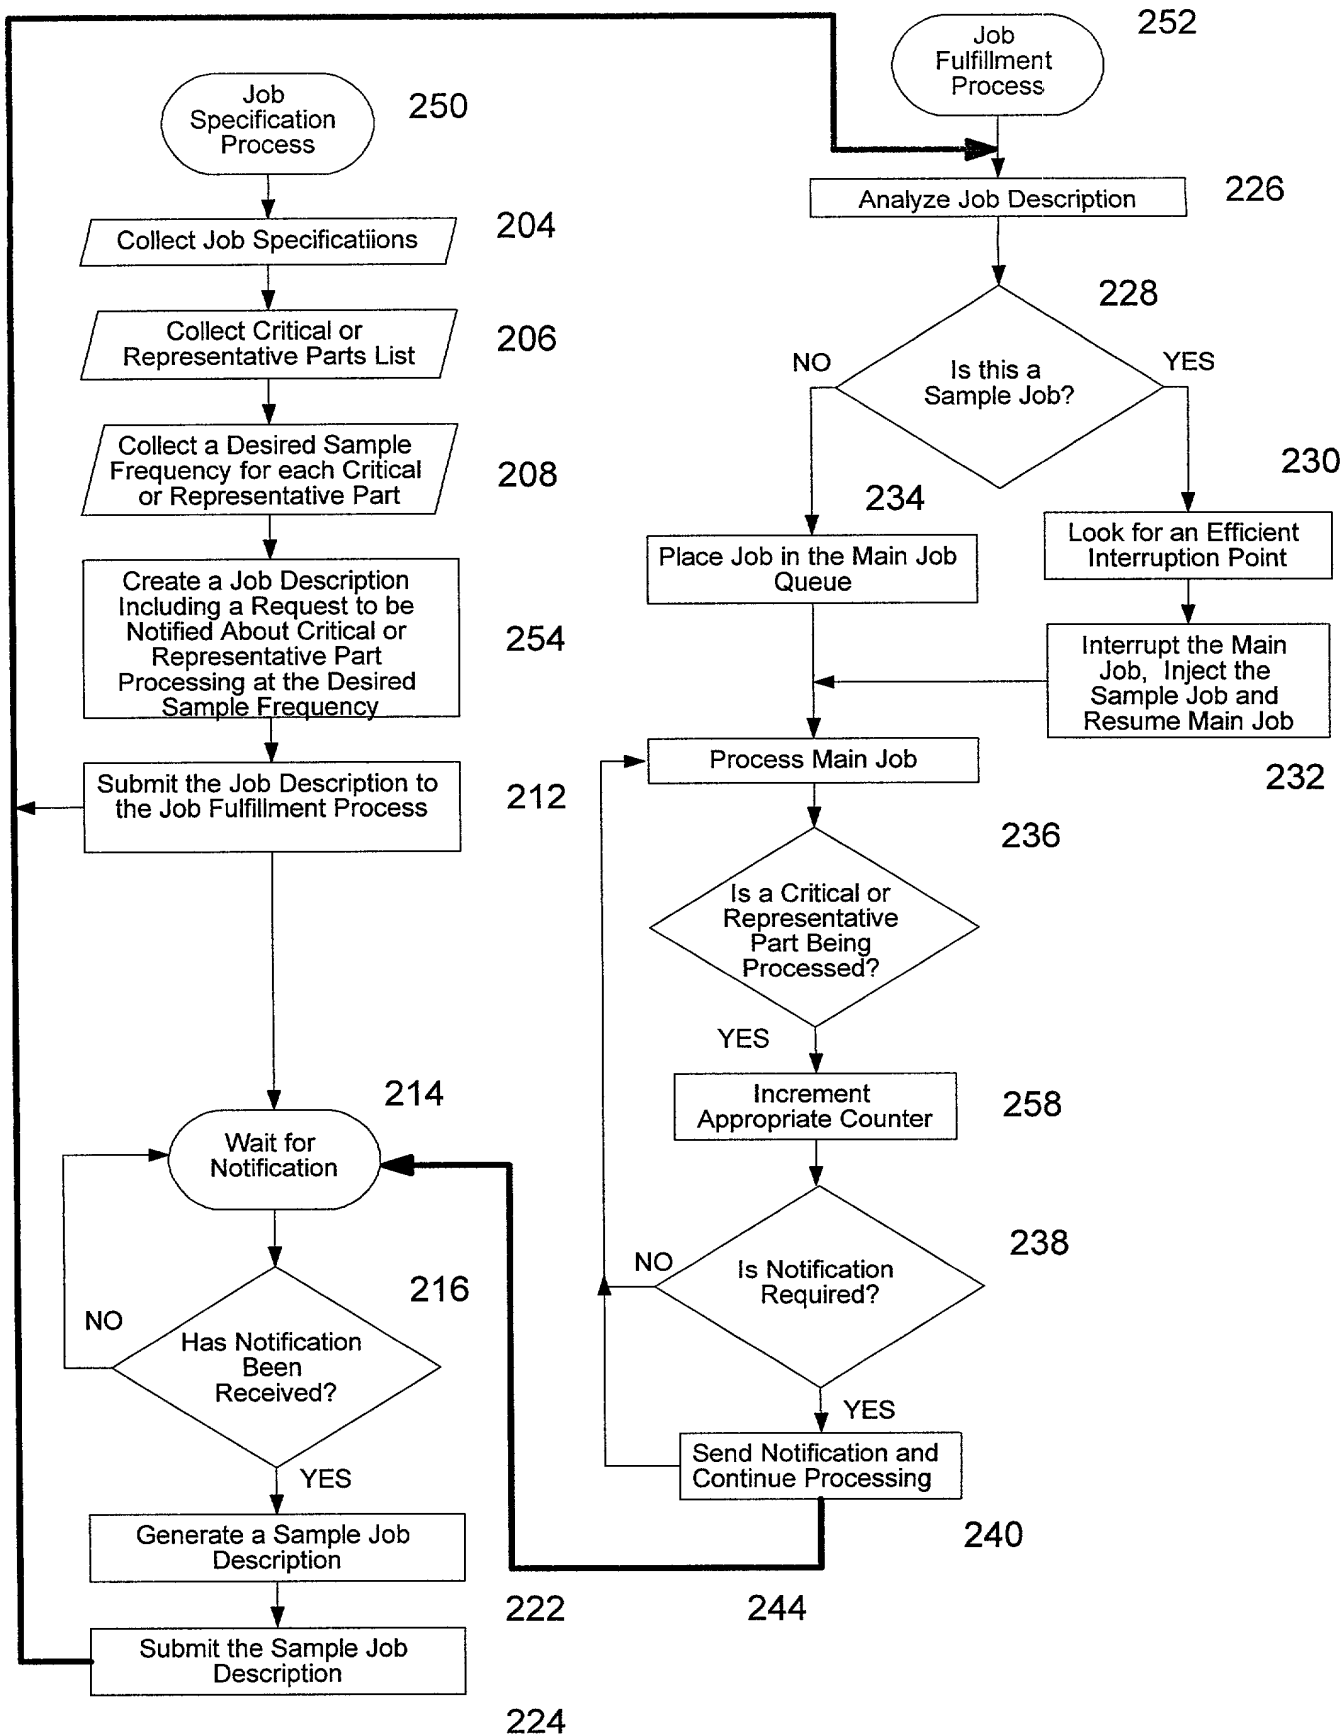 252
Job
Fulfillment
Process
Job
Specification
Process
250
Analyze Job Description
226
Collect Job Specificatiions
204
228
Collect Critical or
Representative Parts List
206
NO
YES
Is this a
Sample Job?
Collect a Desired Sample
Frequency for each Critical
or Representative Part
208
230
234
Place Job in the Main Job
Queue
Look for an Efficient
Interruption Point
Create a Job Description
Including a Request to be
Notified About Critical or
Representative Part
Processing at the Desired
Sample Frequency
254
Interrupt the Main
Job, Inject the
Sample Job and
Resume Main Job
232
Process Main Job
Submit the Job Description to
the Job Fulfillment Process
212
236
Is a Critical or
Representative
Part Being
Processed?
YES
Increment
Appropriate Counter
258
214
Wait for
Notification
238
NO
Is Notification
Required?
216
NO
Has Notification
Been
Received?
YES
Send Notification and
Continue Processing
YES
240
Generate a Sample Job
Description
222
244
Submit the Sample Job
Description
224